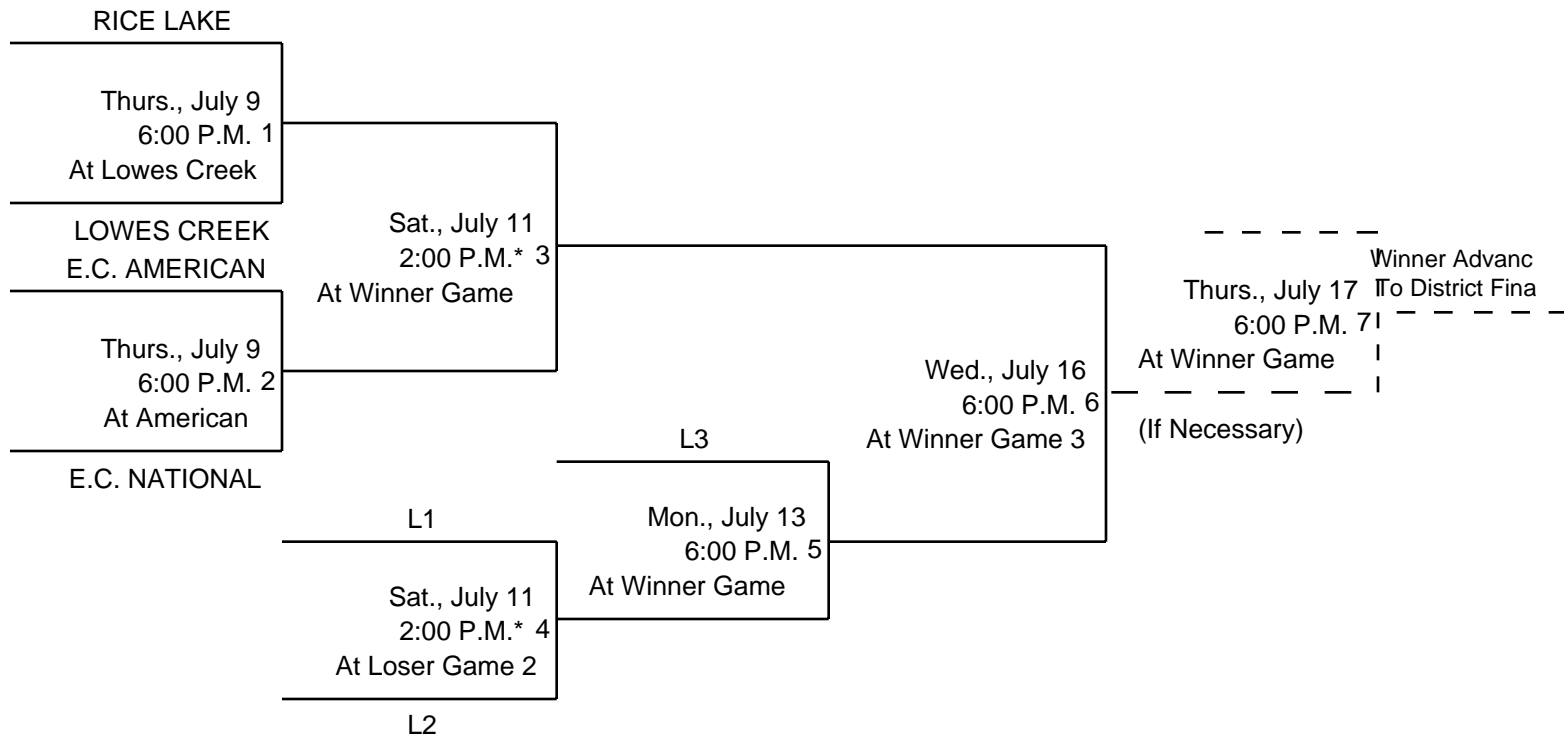 RICE LAKE
Thurs., July 9
6:00 P.M. 1
At Lowes Creek
LOWES CREEK
E.C. AMERICAN
Thurs., July 9
6:00 P.M. 2
At American
E.C. NATIONAL
Sat., July 11
2:00 P.M.* 3
At Winner Game
L1
Sat., July 11
2:00 P.M.* 4
At Loser Game 2
L2
L3
Mon., July 13
6:00 P.M. 5
At Winner Game
Wed., July 16
6:00 P.M. 6
At Winner Game 3
Thurs., July 17
6:00 P.M. 7
At Winner Game
(If Necessary)
Winner Advanc
To District Fina